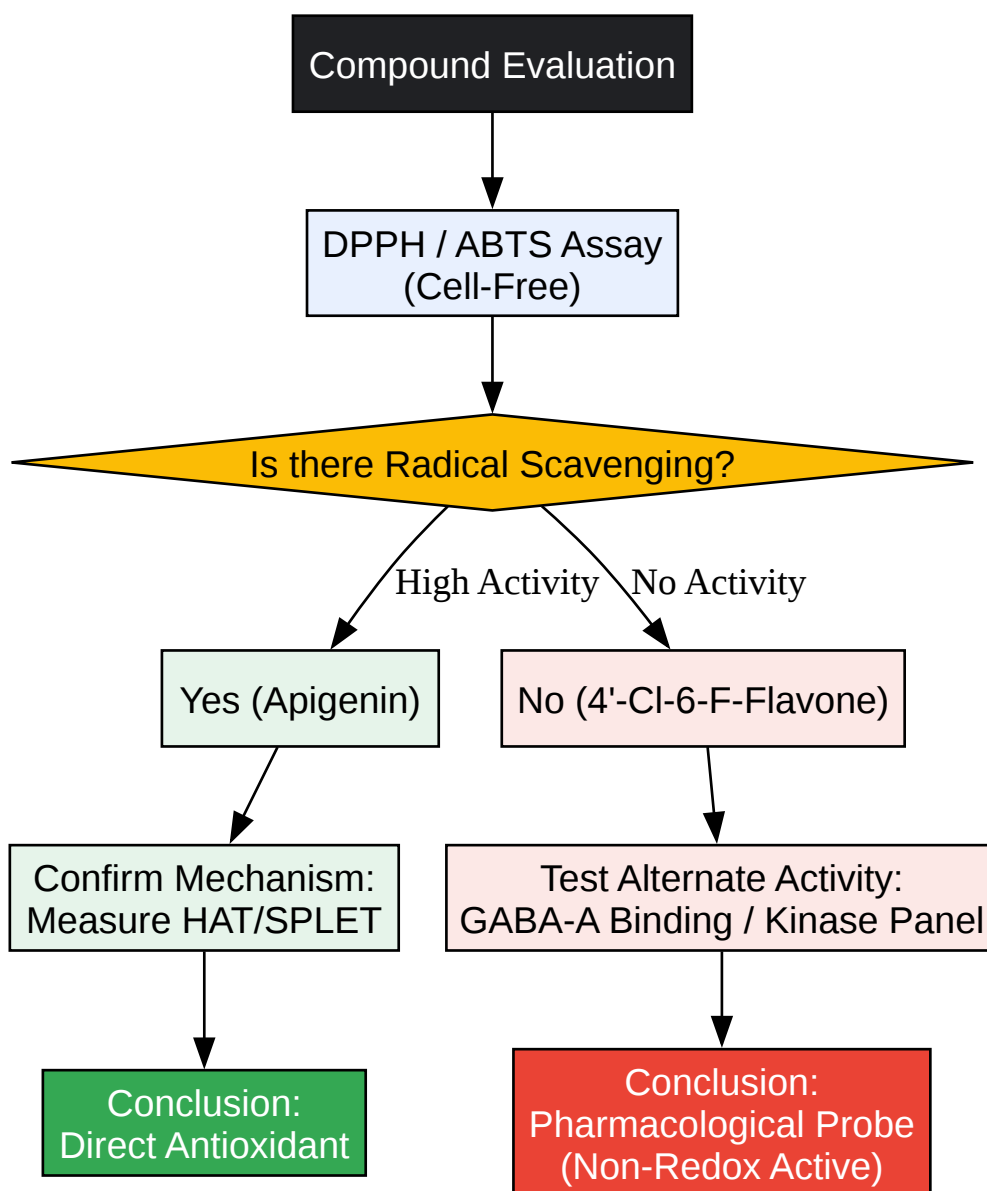 Compound Evaluation
DPPH / ABTS Assay
(Cell-Free)
Is there Radical Scavenging?
High Activity
No Activity
Yes (Apigenin)
No (4'-Cl-6-F-Flavone)
Confirm Mechanism:
Measure HAT/SPLET
Test Alternate Activity:
GABA-A Binding / Kinase Panel
Conclusion:
Direct Antioxidant
Conclusion:
Pharmacological Probe
(Non-Redox Active)